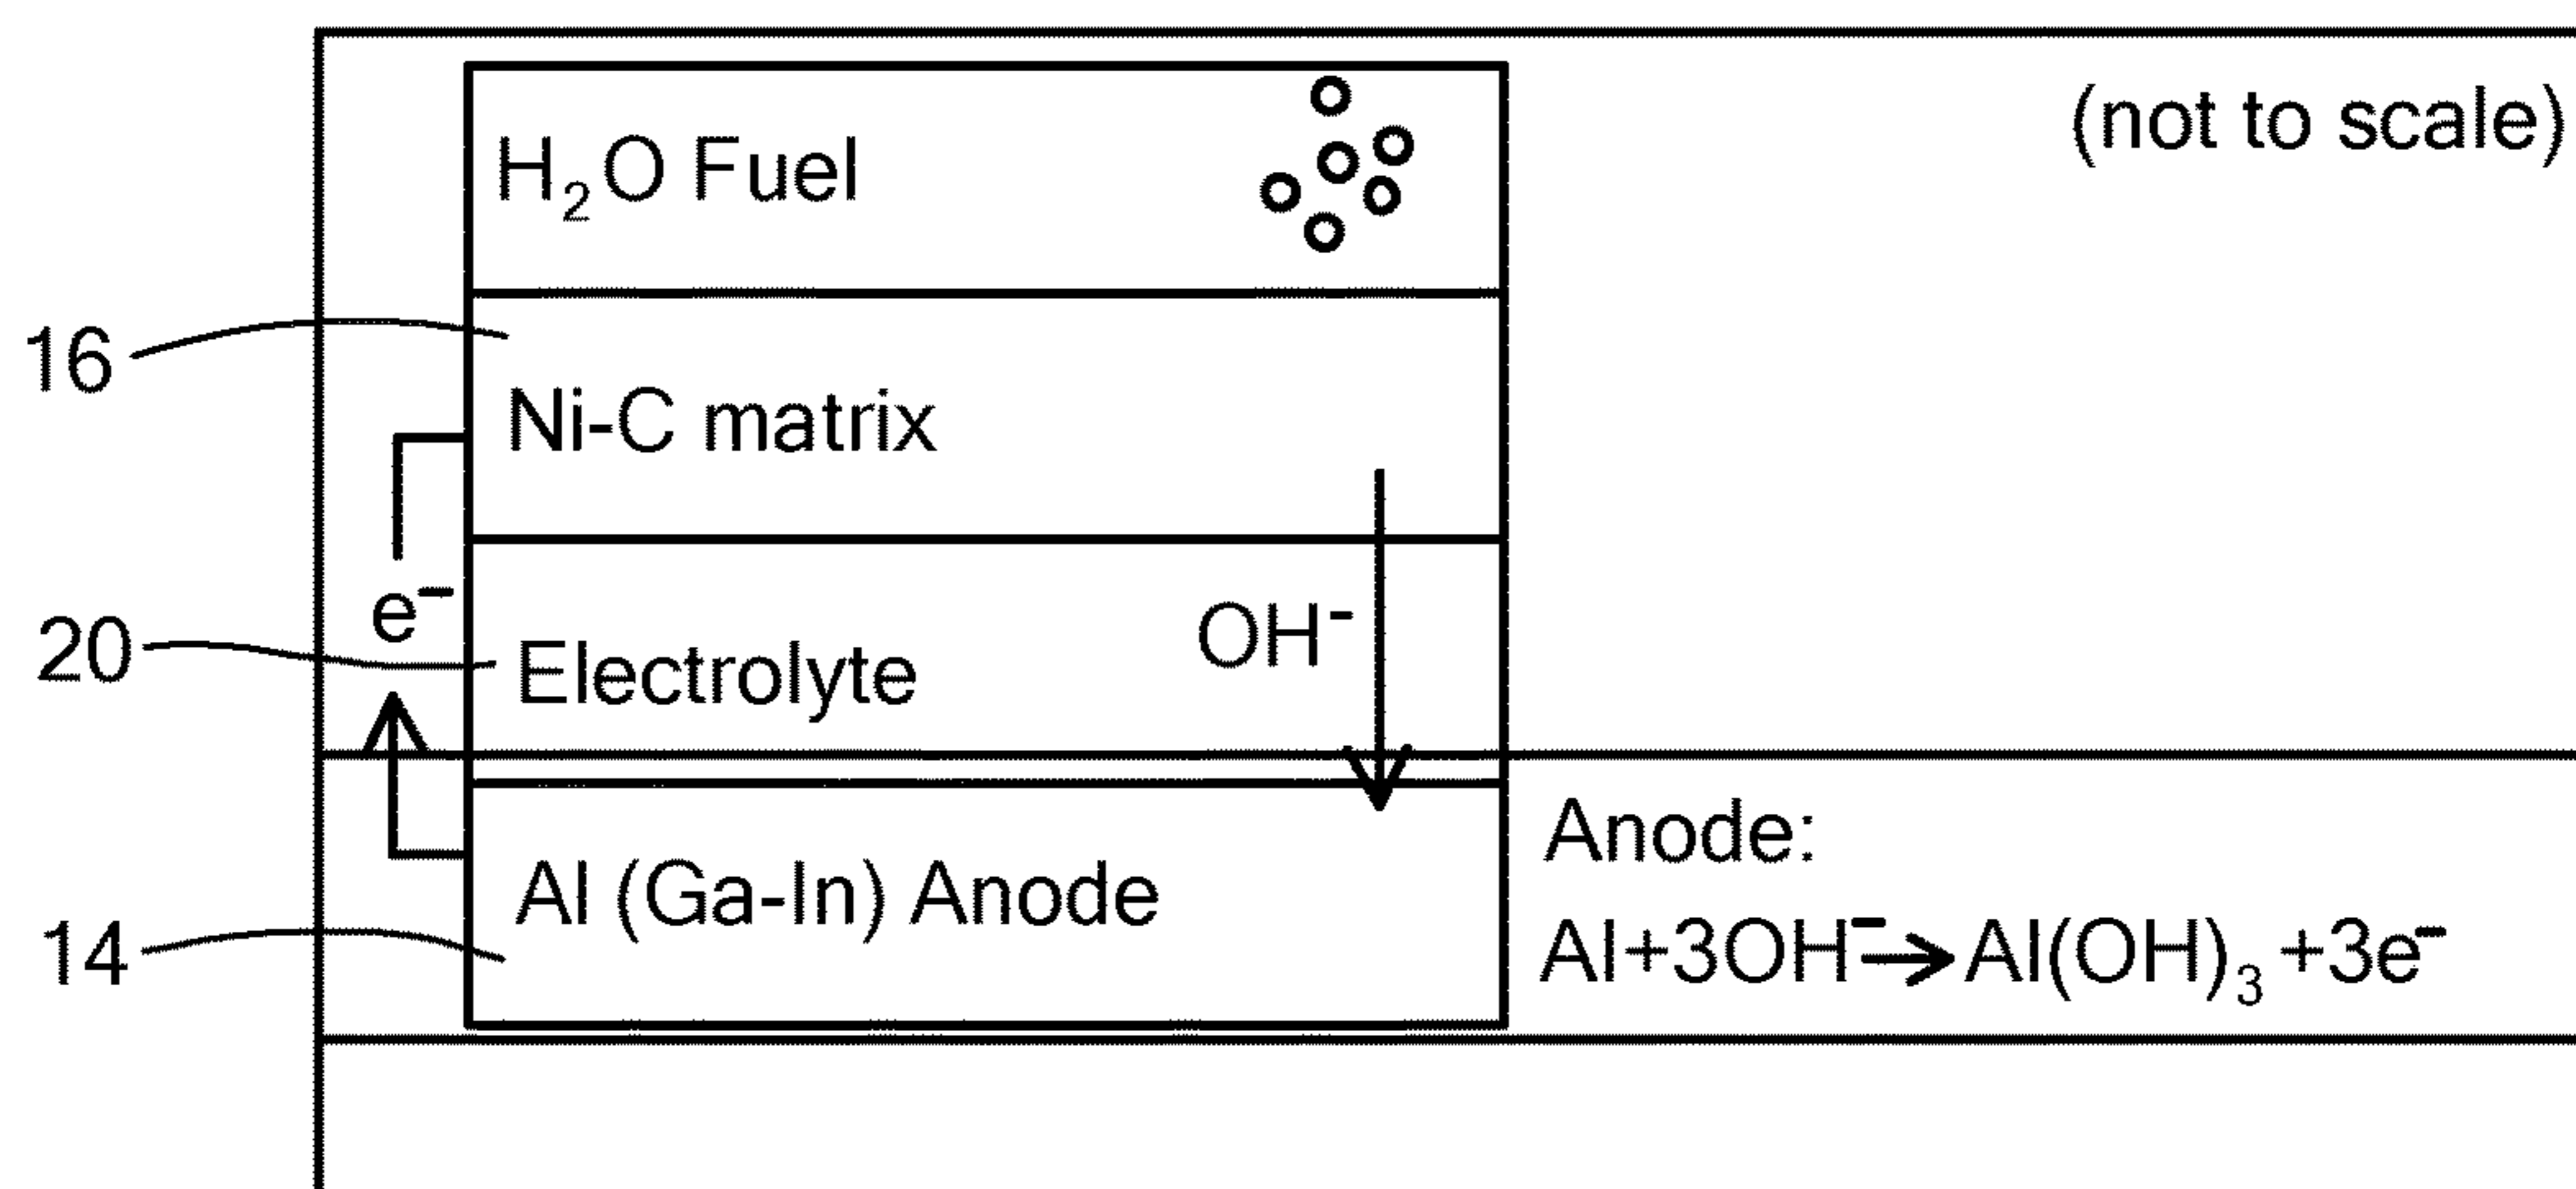 (not to scale)
H₂O Fuel
16
Ni-C matrix
e⁻
20
Electrolyte
OH⁻
14
Al (Ga-In) Anode
Anode:
Al+3OH⁻→Al(OH)₃ +3e⁻